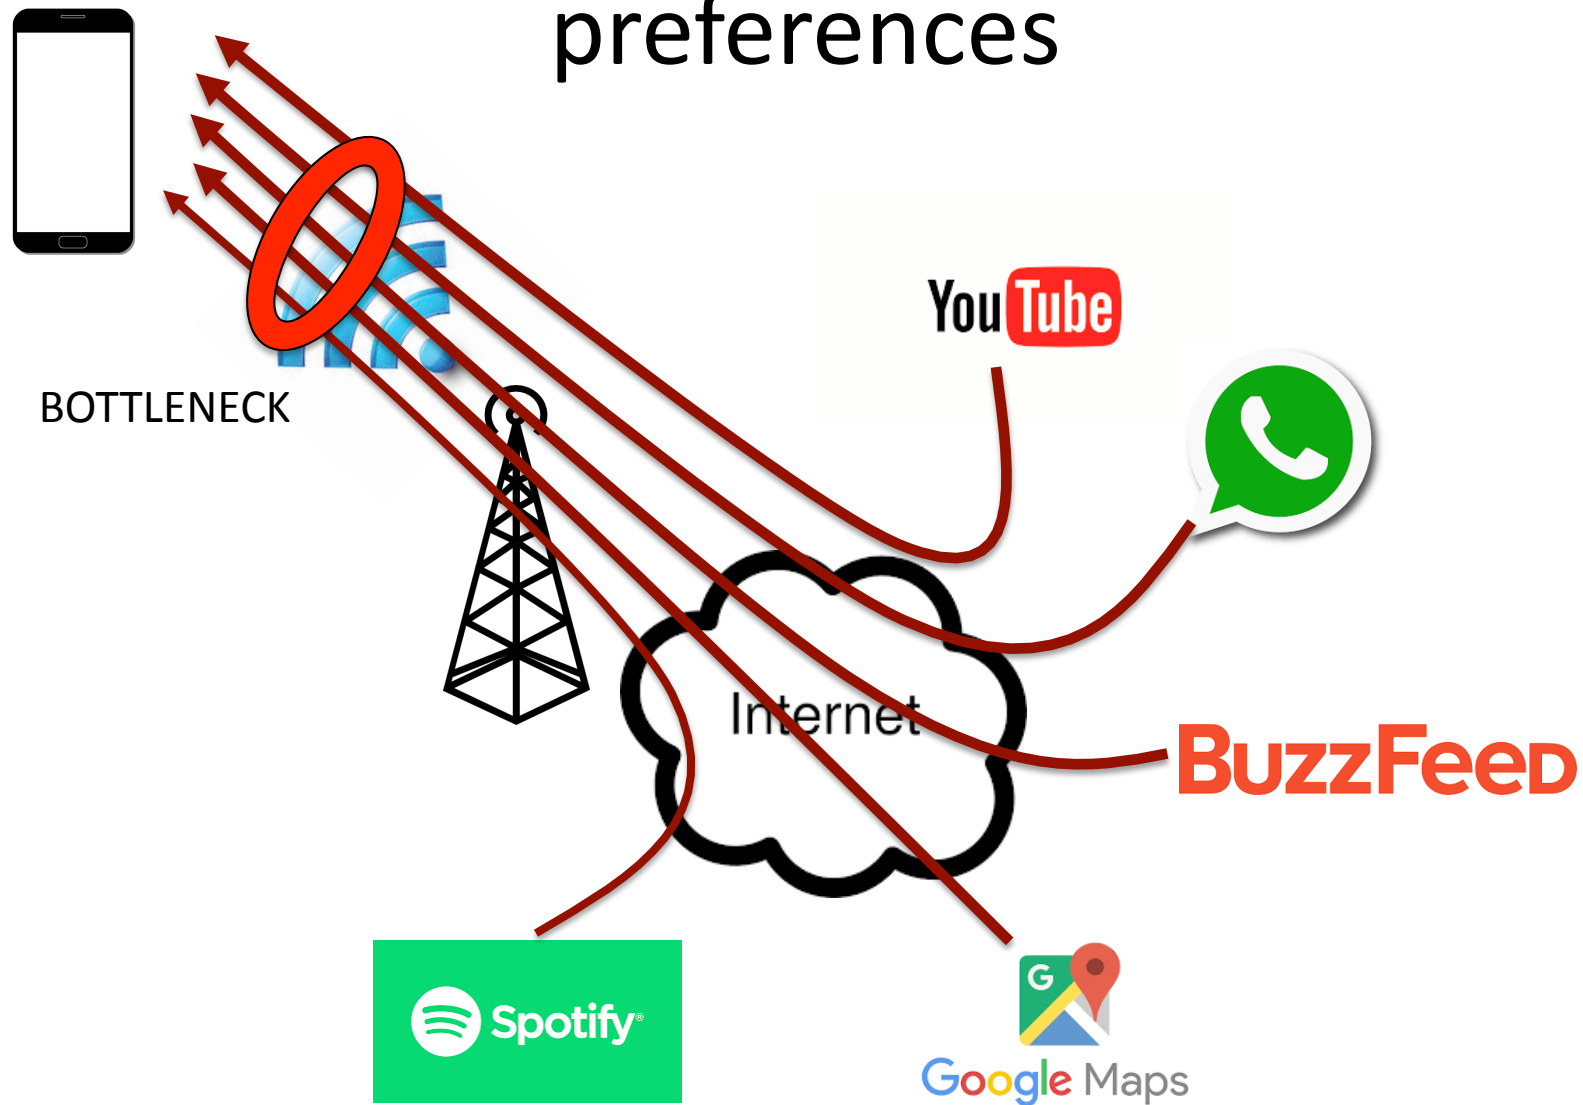 preferences
YouTube
BOTTLENECK
Internet
BuzzFeed
Spotify®
G
Google Maps